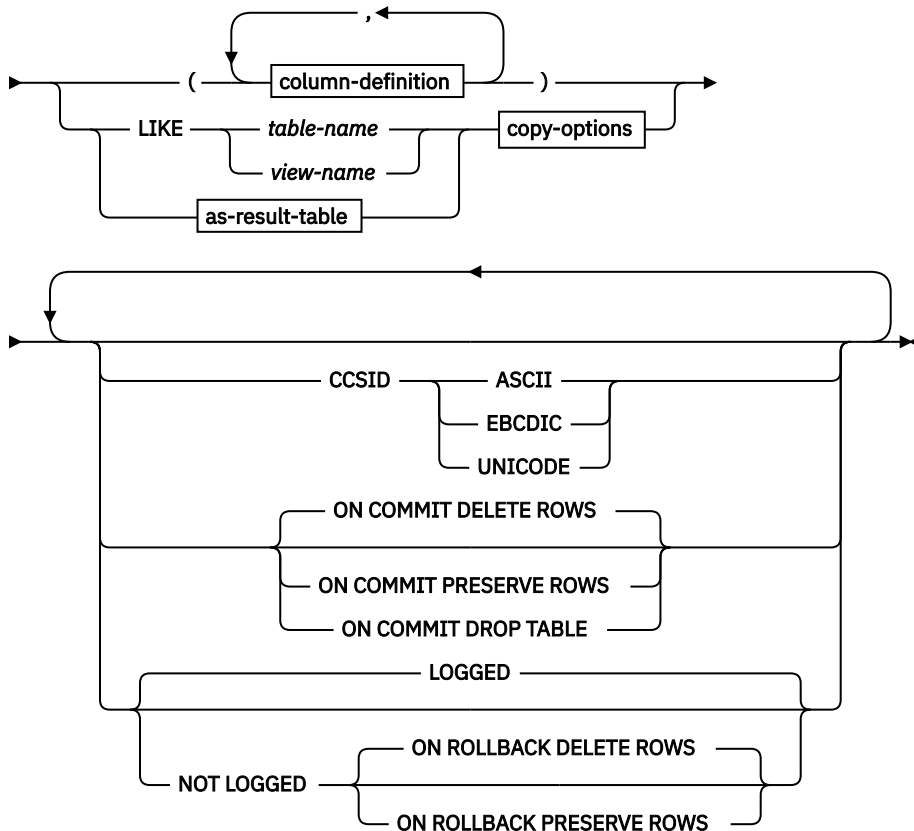 ,
( column-definition )
LIKE table-name copy-options
view-name
as-result-table
CCSID ASCII
EBCDIC
UNICODE
ON COMMIT DELETE ROWS
ON COMMIT PRESERVE ROWS
ON COMMIT DROP TABLE
LOGGED
ON ROLLBACK DELETE ROWS
NOT LOGGED
ON ROLLBACK PRESERVE ROWS